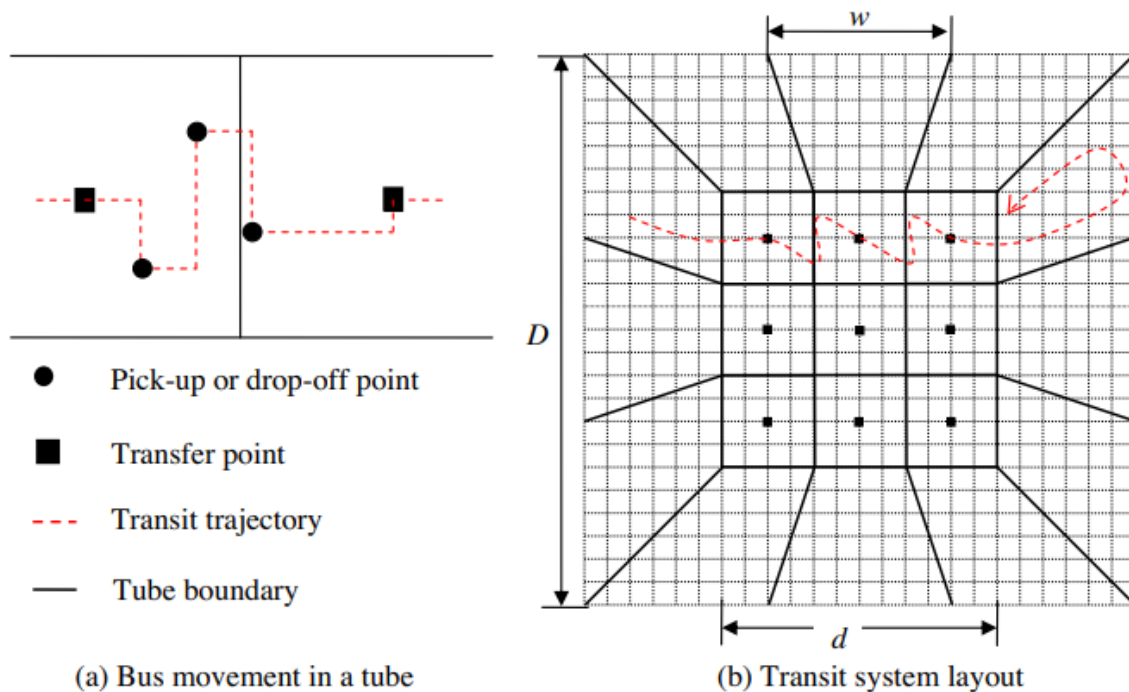 w
D
Pick-up or drop-off point
Transfer point
Transit trajectory
Tube boundary
d
(a) Bus movement in a tube
(b) Transit system layout